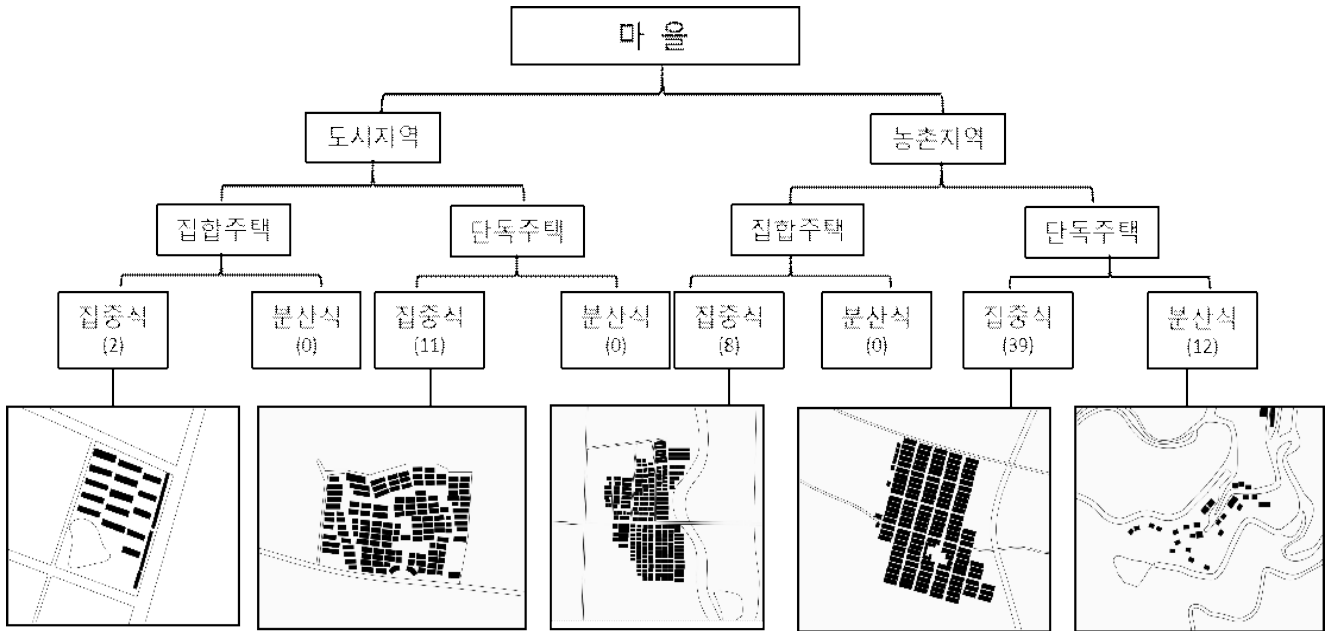 마 을
도시지역
농촌지역
집합주택
단독주택
집합주택
단독주택
집중식
(2)
분산식
(0)
집중식
(11)
분산식
(0)
집중식
(8)
분산식
(0)
집중식
(39)
분산식
(12)